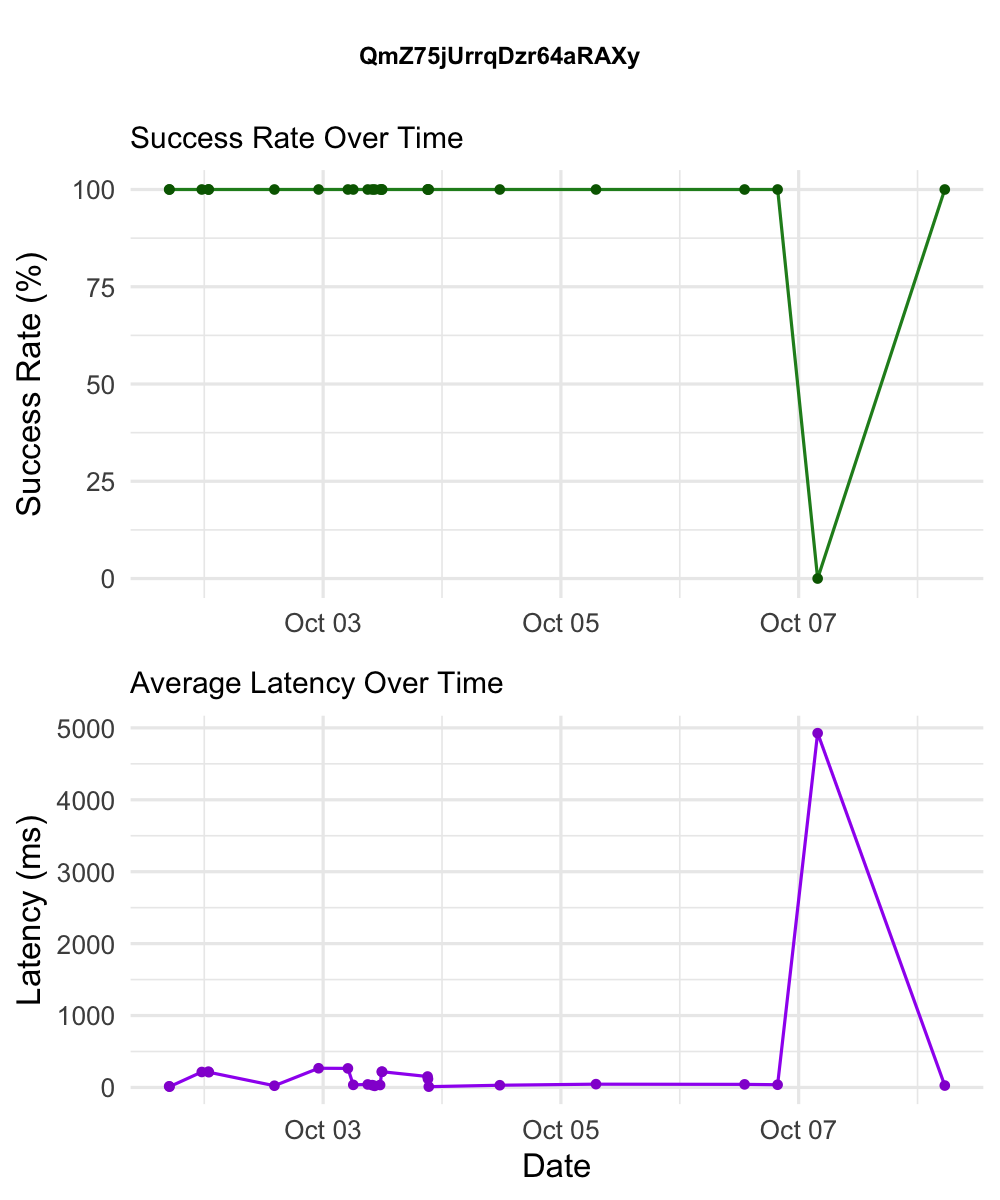 QmZ75jUrrqDzr64aRAXy
Success Rate Over Time
Success Rate (%)
100
75
50
25
0
Oct 03 Oct 05 Oct 07
Average Latency Over Time
Latency (ms)
5000
4000
3000
2000
1000
0
Oct 03 Oct 05 Oct 07
Date